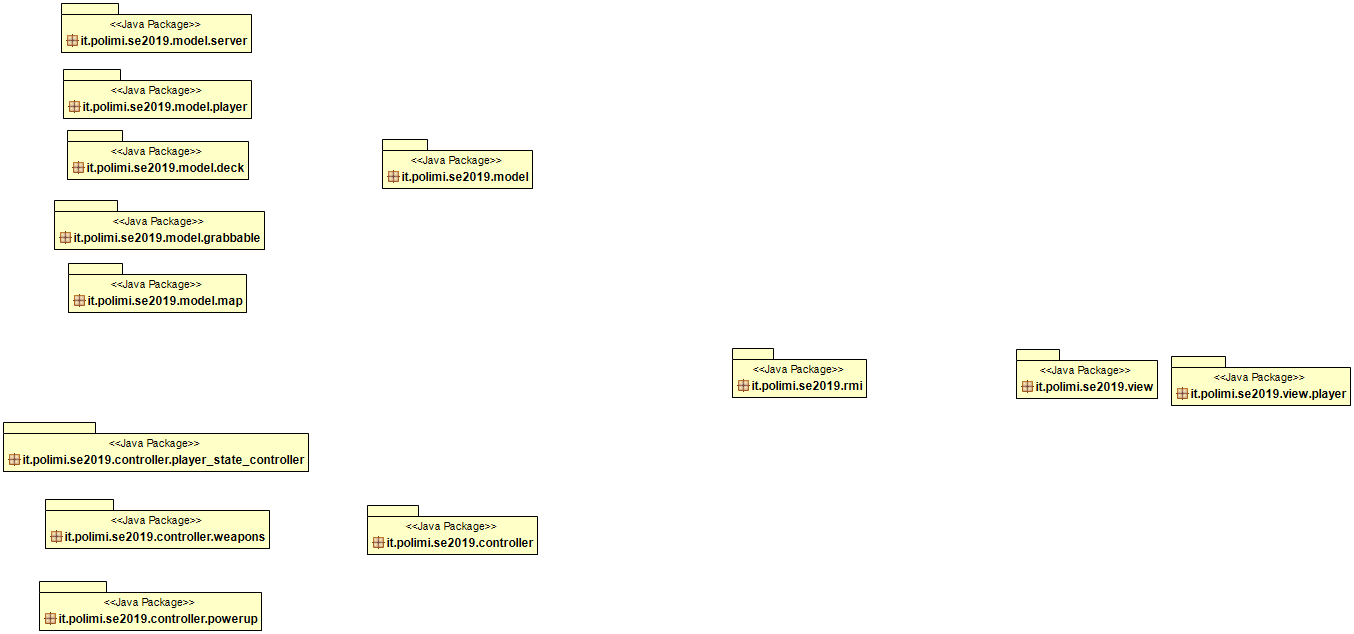 <<Java Package>>
it.polimi.se2019.model.server
<<Java Package>>
it.polimi.se2019.model.player
<<Java Package>>
it.polimi.se2019.model.deck
<<Java Package>>
it.polimi.se2019.model
<<Java Package>>
it.polimi.se2019.model.grabbable
<<Java Package>>
it.polimi.se2019.model.map
<<Java Package>>
it.polimi.se2019.rmi
<<Java Package>>
it.polimi.se2019.view
<<Java Package>>
it.polimi.se2019.view.player
<<Java Package>>
it.polimi.se2019.controller.player_state_controller
<<Java Package>>
it.polimi.se2019.controller.weapons
<<Java Package>>
it.polimi.se2019.controller
<<Java Package>>
it.polimi.se2019.controller.powerup